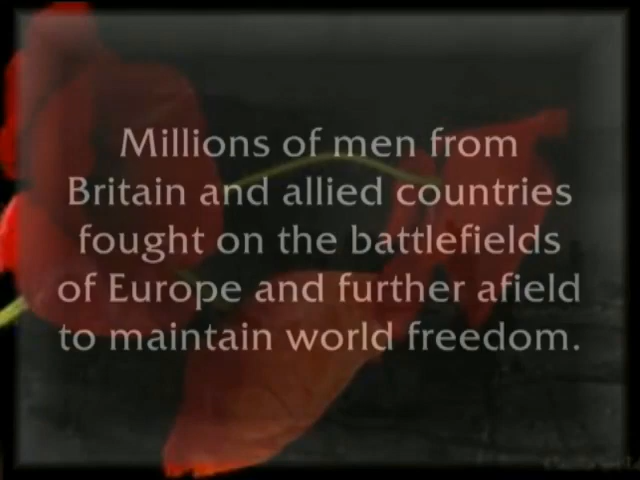 Millions of men from
Britain and allied countries
fought on the battlefields
of Europe and further afield
to maintain world freedom.